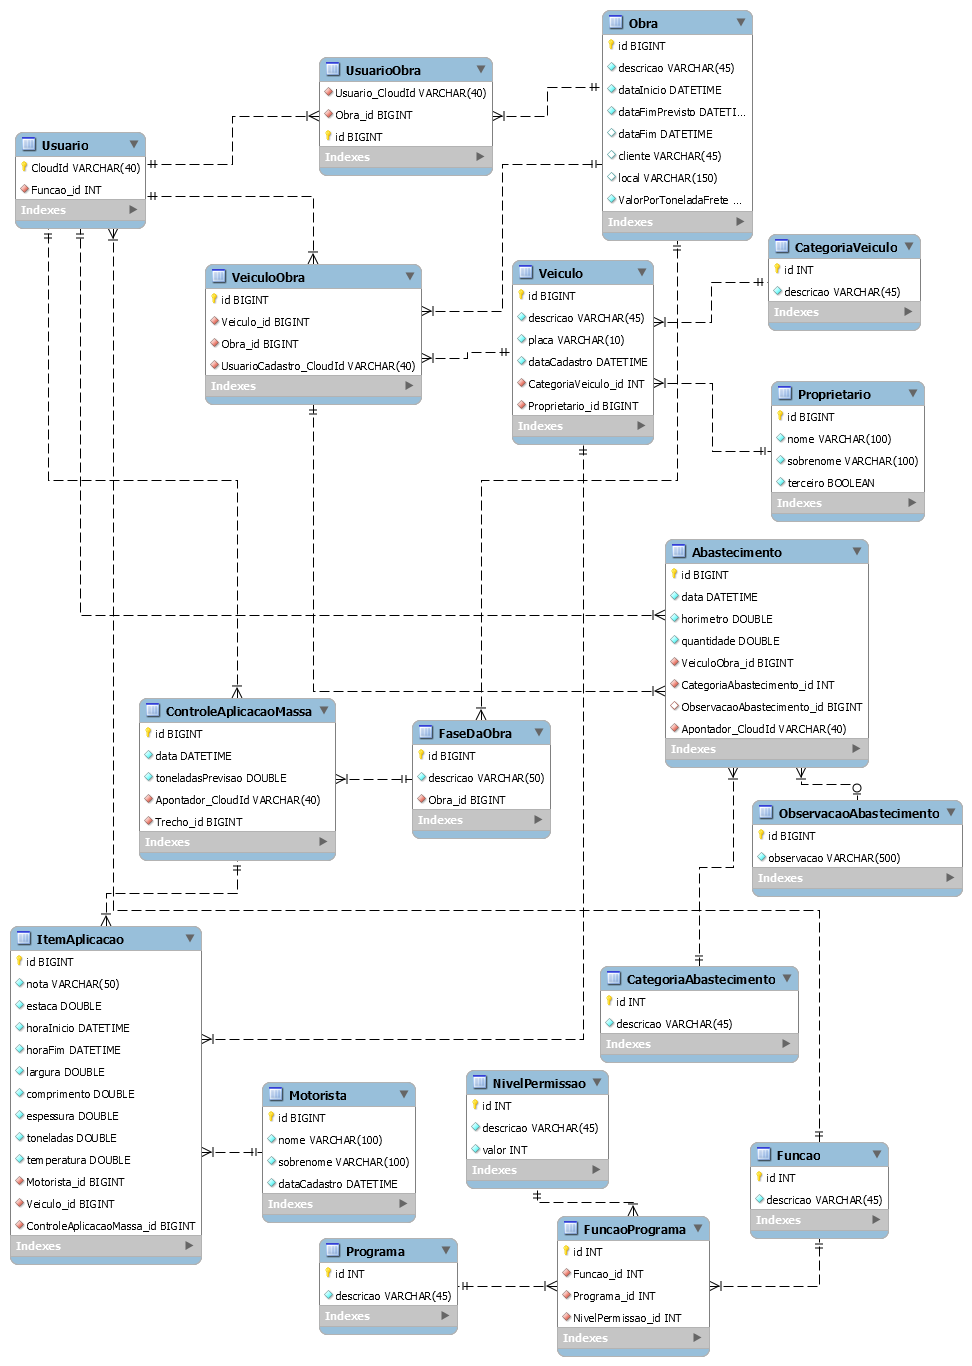 Obra
id BIGINT
descricao VARCHAR(45)
dataInicio DATETIME
dataFimPrevisto DATETI...
dataFim DATETIME
cliente VARCHAR(45)
local VARCHAR(150)
ValorPorToneladaFrete ...
Indexes
UsuarioObra
Usuario_CloudId VARCHAR(40)
Obra_id BIGINT
id BIGINT
Indexes
Usuario
CloudId VARCHAR(40)
Funcao_id INT
Indexes
CategoriaVeiculo
id INT
descricao VARCHAR(45)
Indexes
VeiculoObra
id BIGINT
Veiculo_id BIGINT
Obra_id BIGINT
UsuarioCadastro_CloudId VARCHAR(40)
Indexes
Veiculo
id BIGINT
descricao VARCHAR(45)
placa VARCHAR(10)
dataCadastro DATETIME
CategoriaVeiculo_id INT
Proprietario_id BIGINT
Indexes
Proprietario
id BIGINT
nome VARCHAR(100)
sobrenome VARCHAR(100)
terceiro BOOLEAN
Indexes
Abastecimento
id BIGINT
data DATETIME
horimetro DOUBLE
quantidade DOUBLE
VeiculoObra_id BIGINT
CategoriaAbastecimento_id INT
ObservacaoAbastecimento_id BIGINT
Apontador_CloudId VARCHAR(40)
Indexes
ControleAplicacaoMassa
id BIGINT
data DATETIME
toneladasPrevisao DOUBLE
Apontador_CloudId VARCHAR(40)
Trecho_id BIGINT
Indexes
FaseDaObra
id BIGINT
descricao VARCHAR(50)
Obra_id BIGINT
Indexes
ObservacaoAbastecimento
id BIGINT
observacao VARCHAR(500)
Indexes
ItemAplicacao
id BIGINT
nota VARCHAR(50)
estaca DOUBLE
horaInicio DATETIME
horaFim DATETIME
largura DOUBLE
comprimento DOUBLE
espessura DOUBLE
toneladas DOUBLE
temperatura DOUBLE
Motorista_id BIGINT
Veiculo_id BIGINT
ControleAplicacaoMassa_id BIGINT
Indexes
CategoriaAbastecimento
id INT
descricao VARCHAR(45)
Indexes
Motorista
id BIGINT
nome VARCHAR(100)
sobrenome VARCHAR(100)
dataCadastro DATETIME
Indexes
NivelPermissao
id INT
descricao VARCHAR(45)
valor INT
Indexes
Funcao
id INT
descricao VARCHAR(45)
Indexes
Programa
id INT
descricao VARCHAR(45)
Indexes
FuncaoPrograma
id INT
Funcao_id INT
Programa_id INT
NivelPermissao_id INT
Indexes